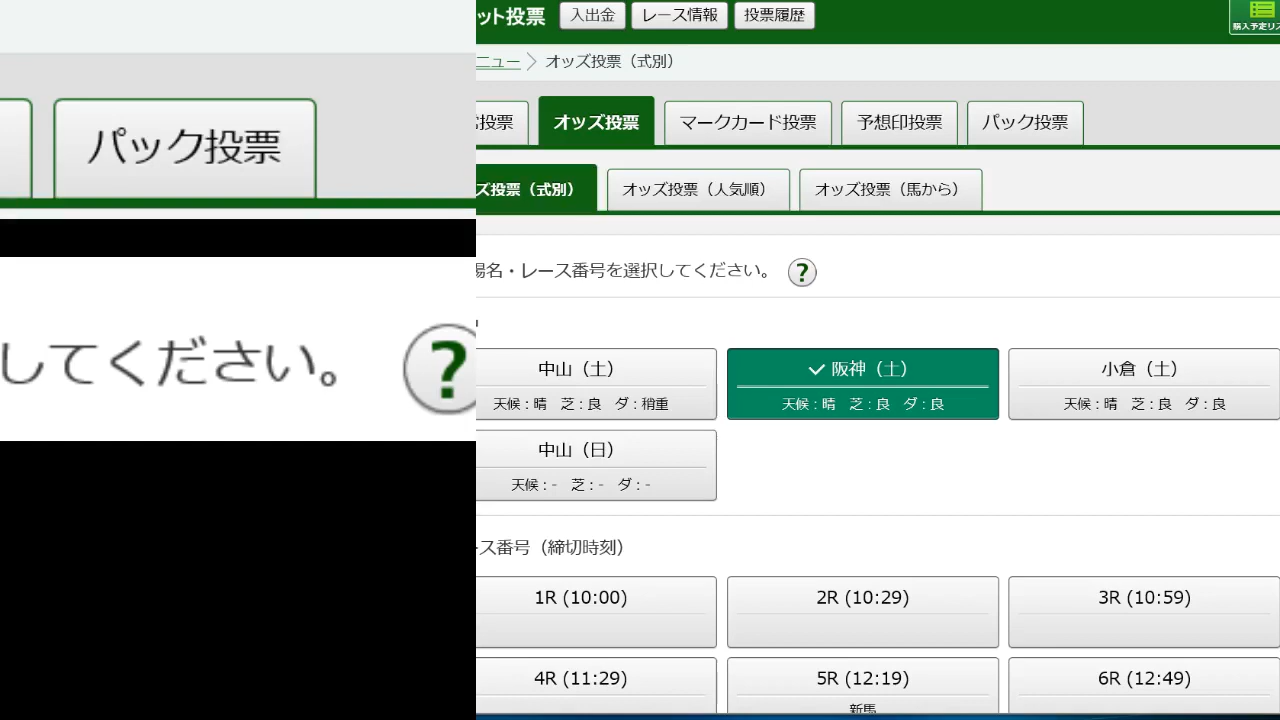 パック投票
してください。
?
ット投票 入出金 レース情報 投票履歴
購入予定リス
ニュー > オッズ投票（式別）
投票 オッズ投票 マークカード投票 予想印投票 パック投票
ズ投票（式別） オッズ投票（人気順） オッズ投票（馬から）
場名・レース番号を選択してください。 ?
中山（土） 阪神（土） 小倉（土）
天候：晴 芝：良 ダ：稍重 天候：晴 芝：良 ダ：良 天候：晴 芝：良 ダ：良
中山（日）
天候：- 芝：- ダ：-
ース番号（締切時刻）
1R (10:00) 2R (10:29) 3R (10:59)
4R (11:29) 5R (12:19) 6R (12:49)
新馬